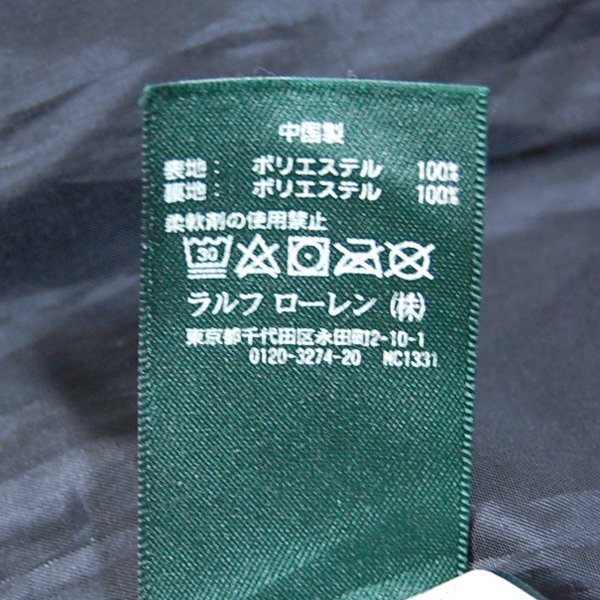 中国製
表地: ポリエステル 100%
裏地: ポリエステル 100%
柔軟剤の使用禁止
30
ラルフ ローレン (株)
東京都千代田区永田町2-10-1
0120-3274-20 MC1331